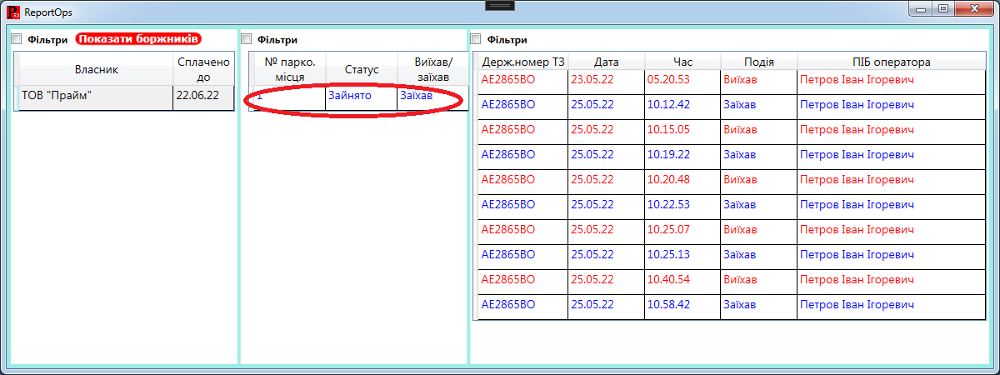 ReportOps
Фільтри Показати боржників
Власник Сплачено до
ТОВ "Прайм" 22.06.22
Фільтри
№ парко. місця Статус Виїхав/ заїхав
1 Зайнято Заїхав
Фільтри
Держ.номер ТЗ Дата Час Подія ПІБ оператора
AE2865BO 23.05.22 05.20.53 Виїхав Петров Іван Ігоревич
AE2865BO 25.05.22 10.12.42 Заїхав Петров Іван Ігоревич
AE2865BO 25.05.22 10.15.05 Виїхав Петров Іван Ігоревич
AE2865BO 25.05.22 10.19.22 Заїхав Петров Іван Ігоревич
AE2865BO 25.05.22 10.20.48 Виїхав Петров Іван Ігоревич
AE2865BO 25.05.22 10.22.53 Заїхав Петров Іван Ігоревич
AE2865BO 25.05.22 10.25.07 Виїхав Петров Іван Ігоревич
AE2865BO 25.05.22 10.25.13 Заїхав Петров Іван Ігоревич
AE2865BO 25.05.22 10.40.54 Виїхав Петров Іван Ігоревич
AE2865BO 25.05.22 10.58.42 Заїхав Петров Іван Ігоревич